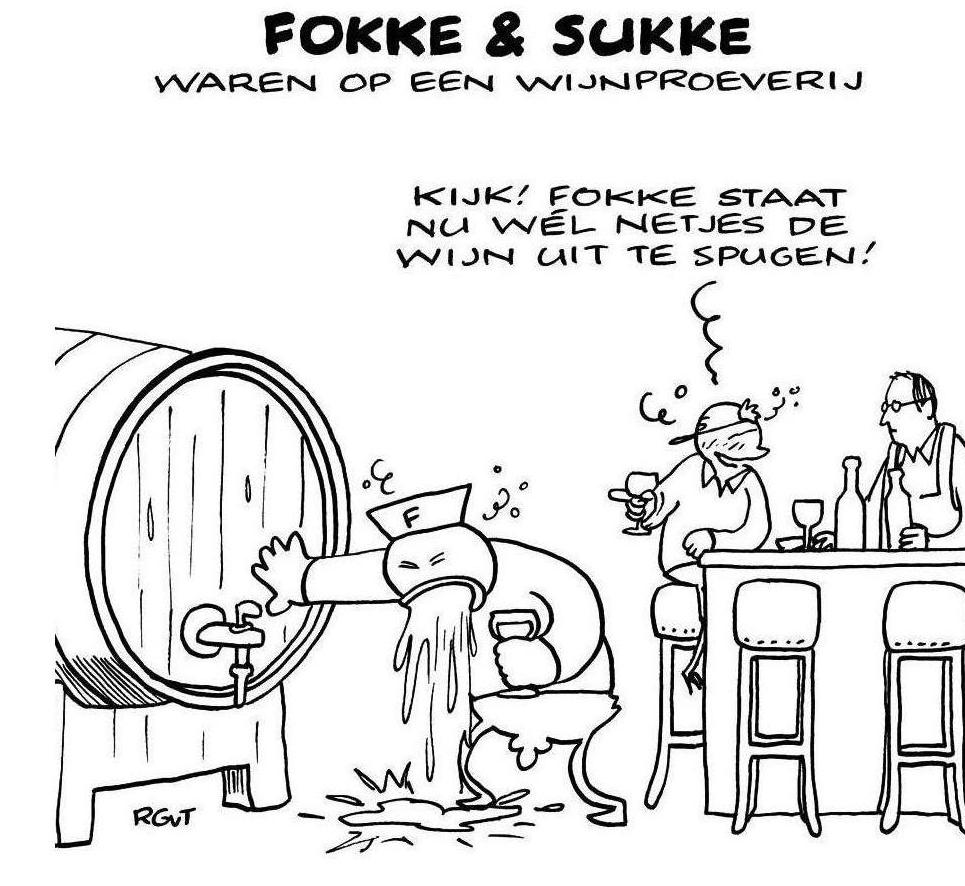 FOKKE & SUKKE
WAREN OP EEN WIJNPROEVERIJ
KIJK! FOKKE STAAT
NU WÉL NETJES DE
WIJN UIT TE SPUGEN!
F
RGvT